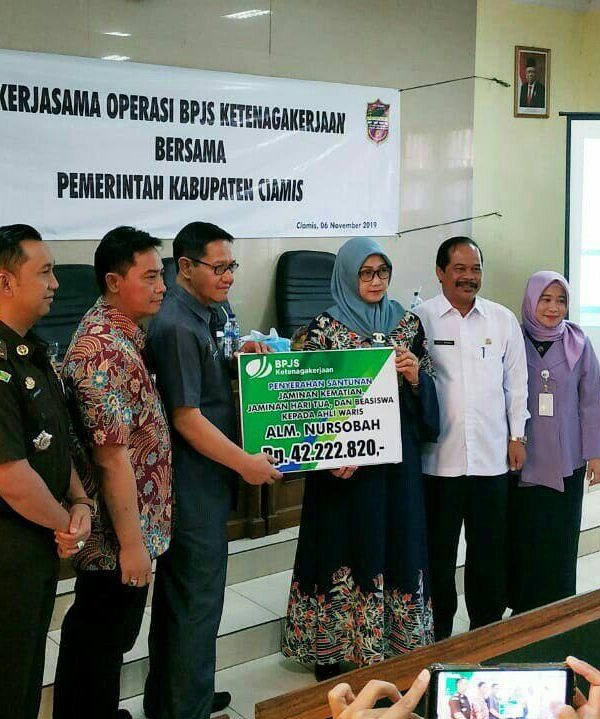 KERJASAMA OPERASI BPJS KETENAGAKERJAAN
BERSAMA
PEMERINTAH KABUPATEN CIAMIS
Ciamis, 06 November 2019
BPJS
Ketenagakerjaan
PENYERAHAN SANTUNAN
JAMINAN KEMATIAN
JAMINAN HARI TUA, DAN BEASISWA
KEPADA AHLI WARIS
ALM. NURSOBAH
Rp. 42.222.820,-